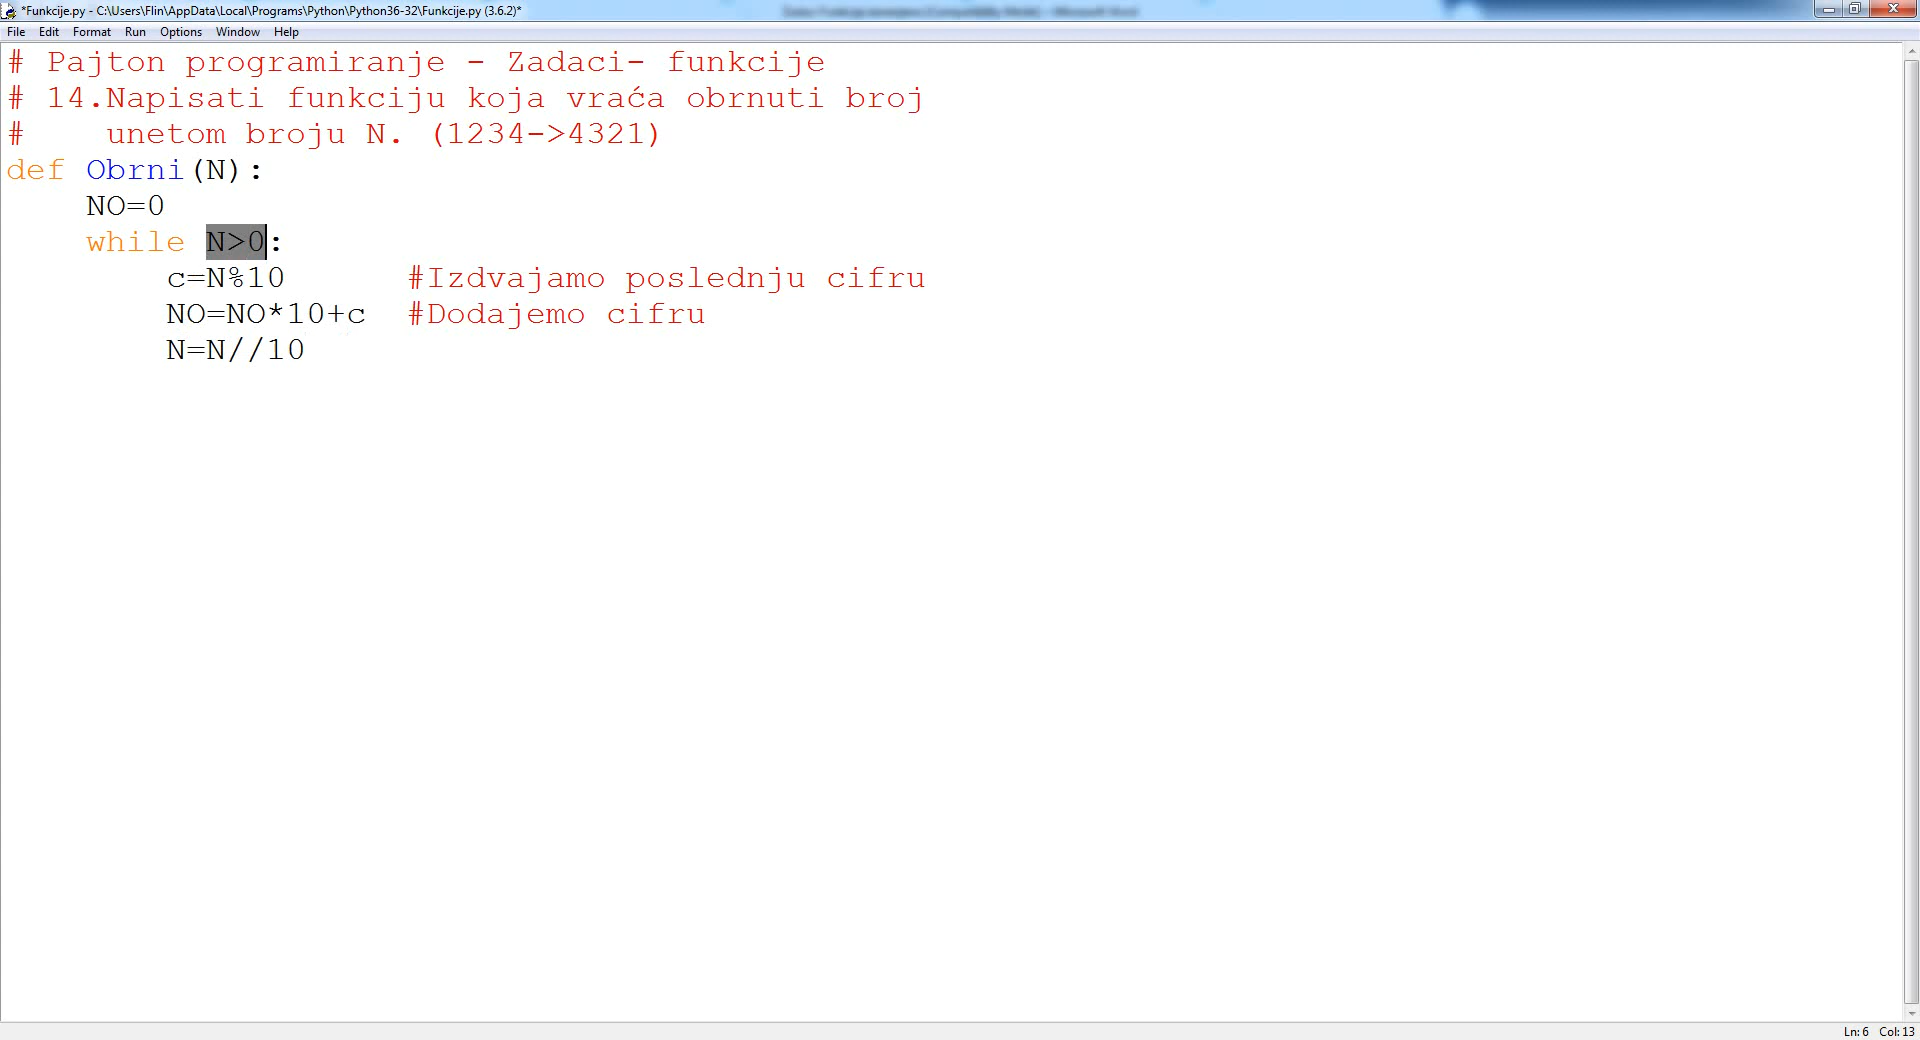 *Funkcije.py - C:\Users\Flin\AppData\Local\Programs\Python\Python36-32\Funkcije.py (3.6.2)*
File Edit Format Run Options Window Help
# Pajton programiranje - Zadaci- funkcije
# 14.Napisati funkciju koja vraća obrnuti broj
#    unetom broju N. (1234->4321)
def Obrni(N):
    NO=0
    while N>0:
        c=N%10      #Izdvajamo poslednju cifru
        NO=NO*10+c  #Dodajemo cifru
        N=N//10
Ln: 6 Col: 13